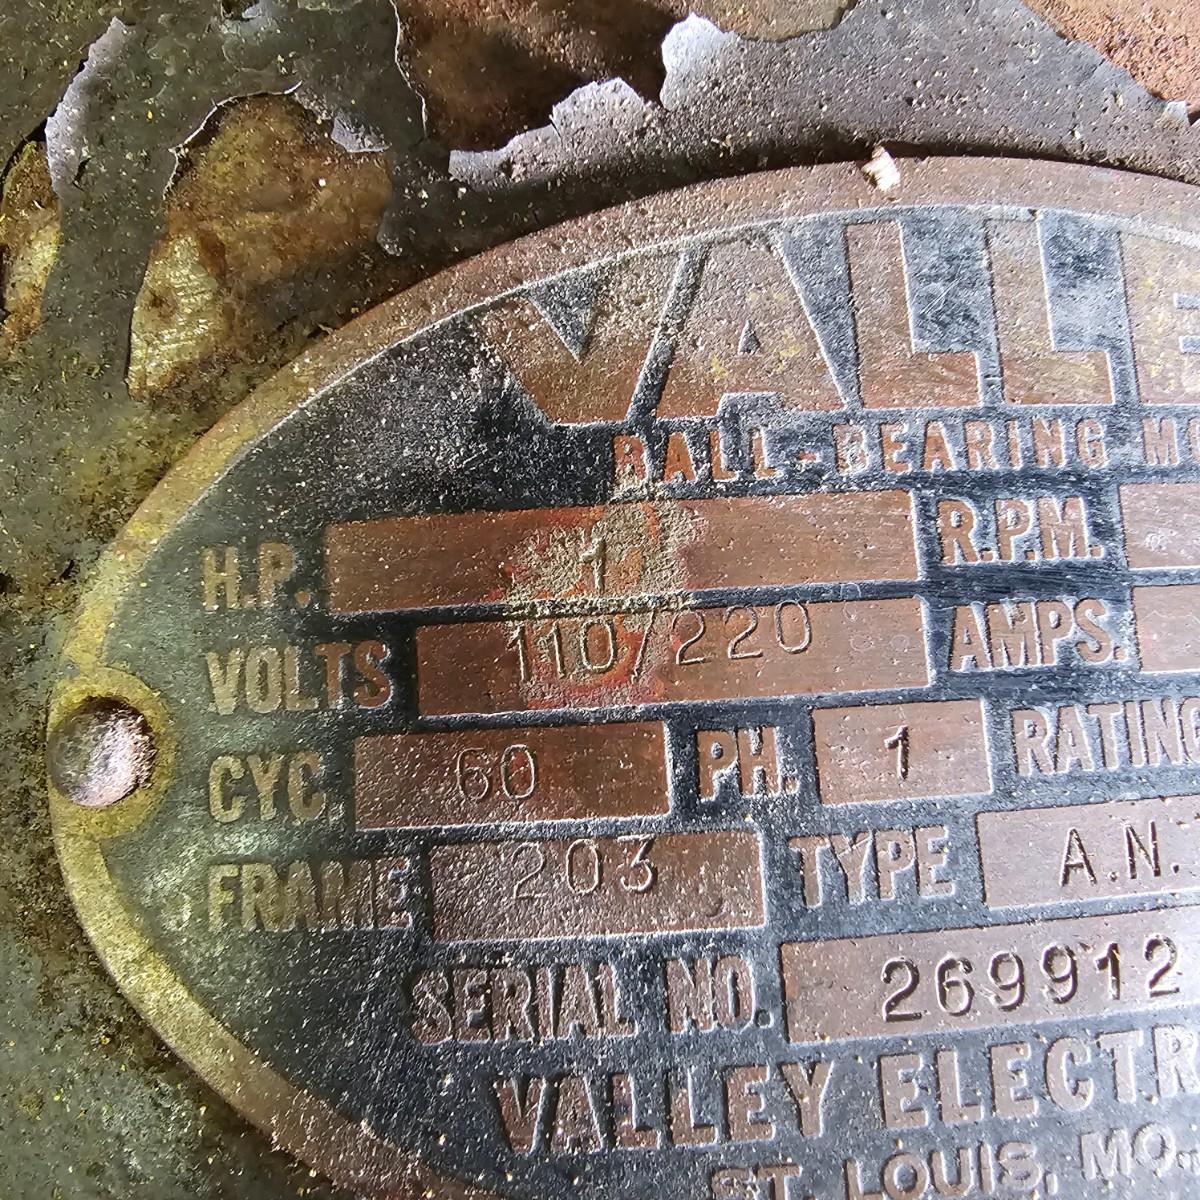 VALLE
BALL-BEARING M
H.P. 1 R.P.M.
VOLTS 110/220 AMPS.
CYC. 60 PH. 1 RATING
FRAME 203 TYPE A.N.
SERIAL NO. 269912
VALLEY ELECTR
ST. LOUIS, MO.